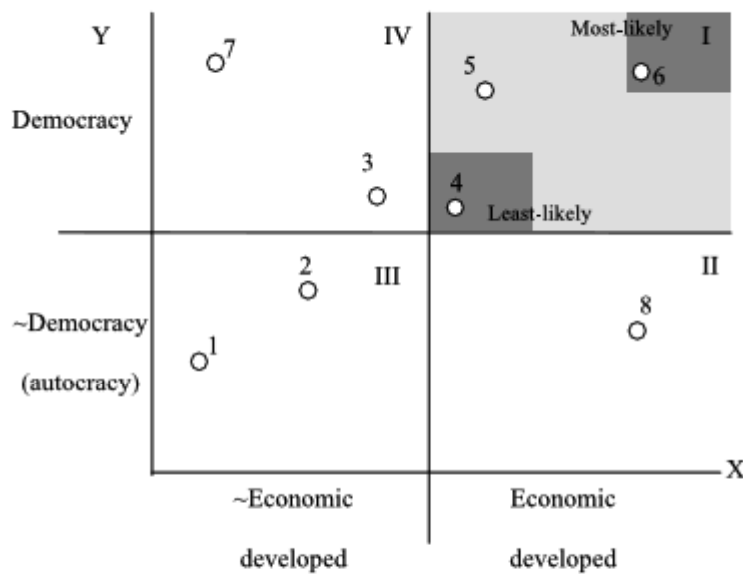 Y
7
IV
Most-likely
I
5
6
Democracy
3
4
Least-likely
2
III
II
~Democracy
1
8
(autocracy)
X
~Economic
Economic
developed
developed